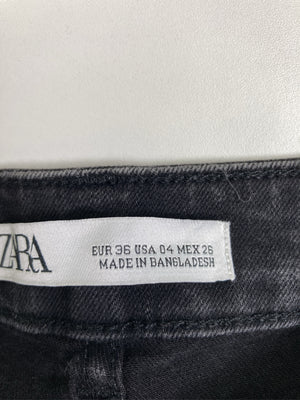 ZARA
EUR 36 USA 04 MEX 26
MADE IN BANGLADESH